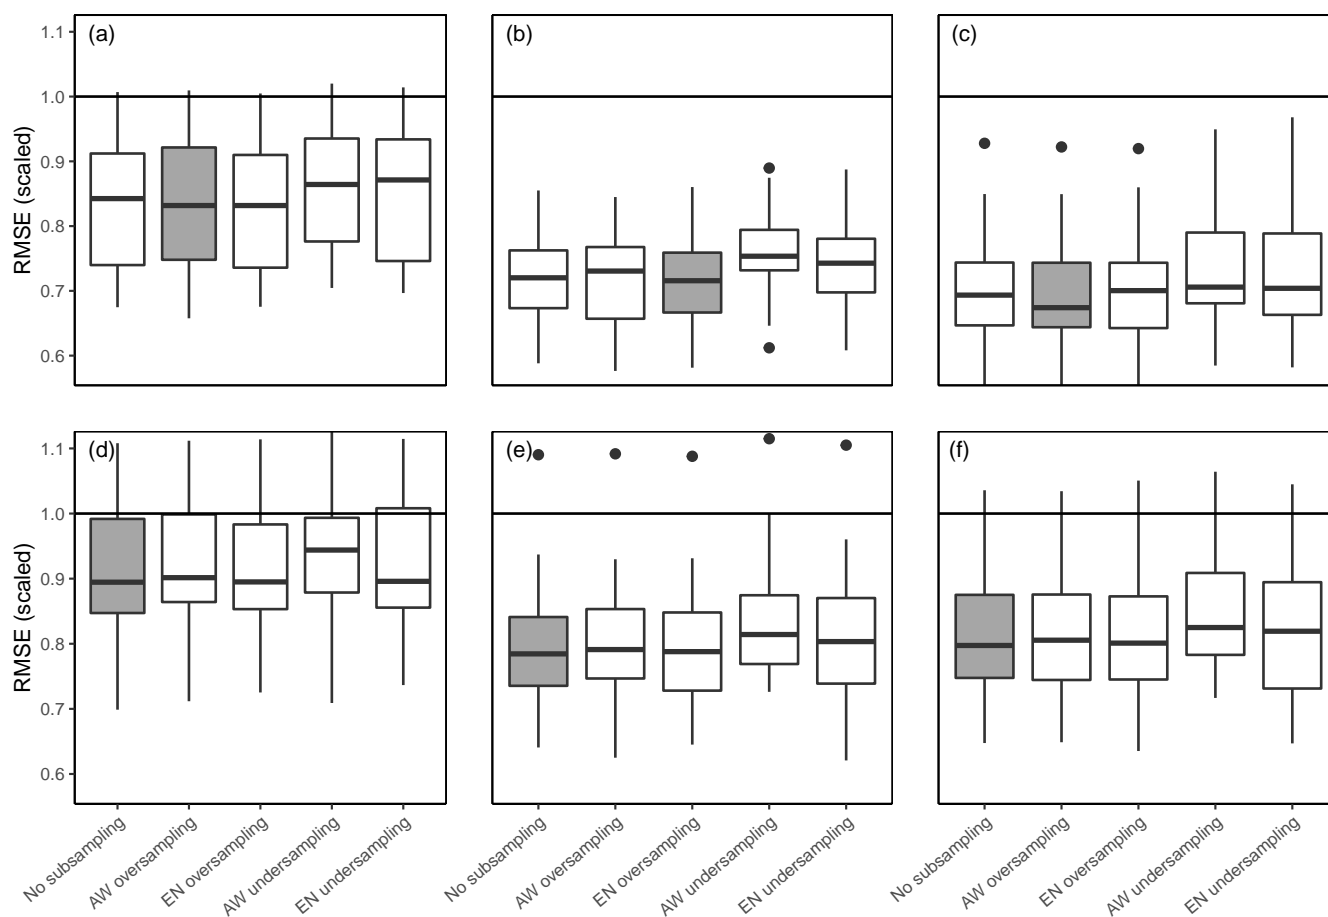 (a)
(b)
(c)
1.1
1.0
0.9
0.8
0.7
0.6
RMSE (scaled)
(d)
(e)
(f)
1.1
1.0
0.9
0.8
0.7
0.6
RMSE (scaled)
No subsampling
AW oversampling
EN oversampling
AW undersampling
EN undersampling
No subsampling
AW oversampling
EN oversampling
AW undersampling
EN undersampling
No subsampling
AW oversampling
EN oversampling
AW undersampling
EN undersampling